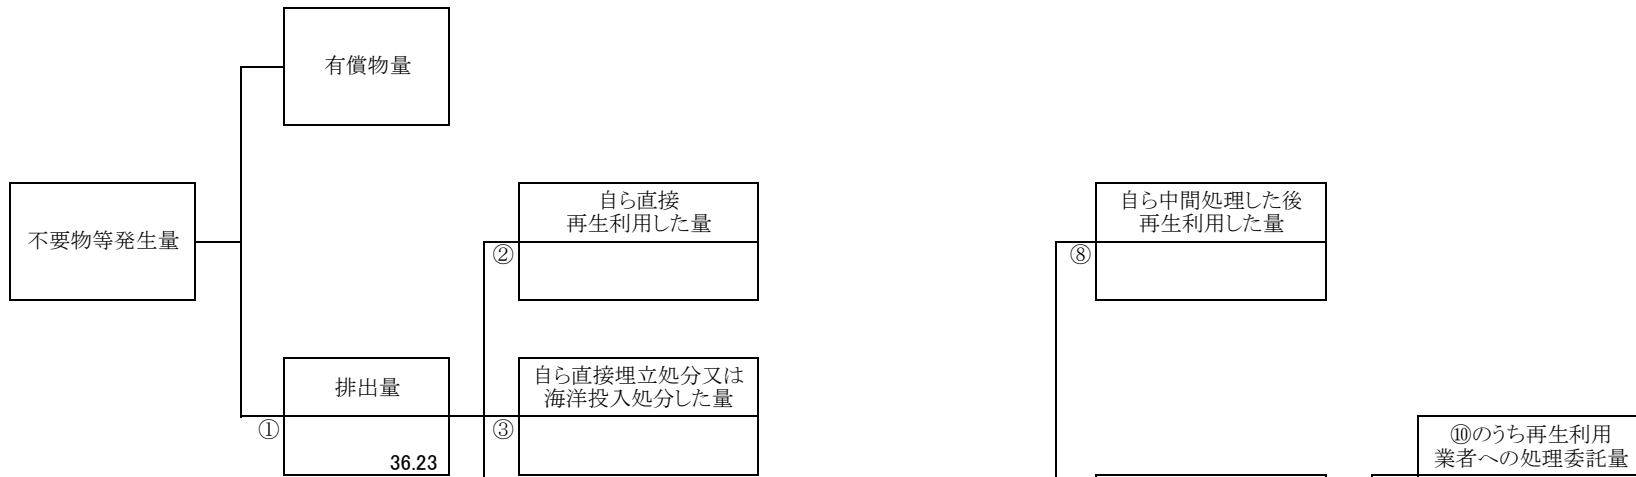 有償物量
不要物等発生量
自ら直接
再生利用した量
②
自ら中間処理した後
再生利用した量
⑧
排出量
①
36.23
自ら直接埋立処分又は
海洋投入処分した量
③
⑩のうち再生利用
業者への処理委託量